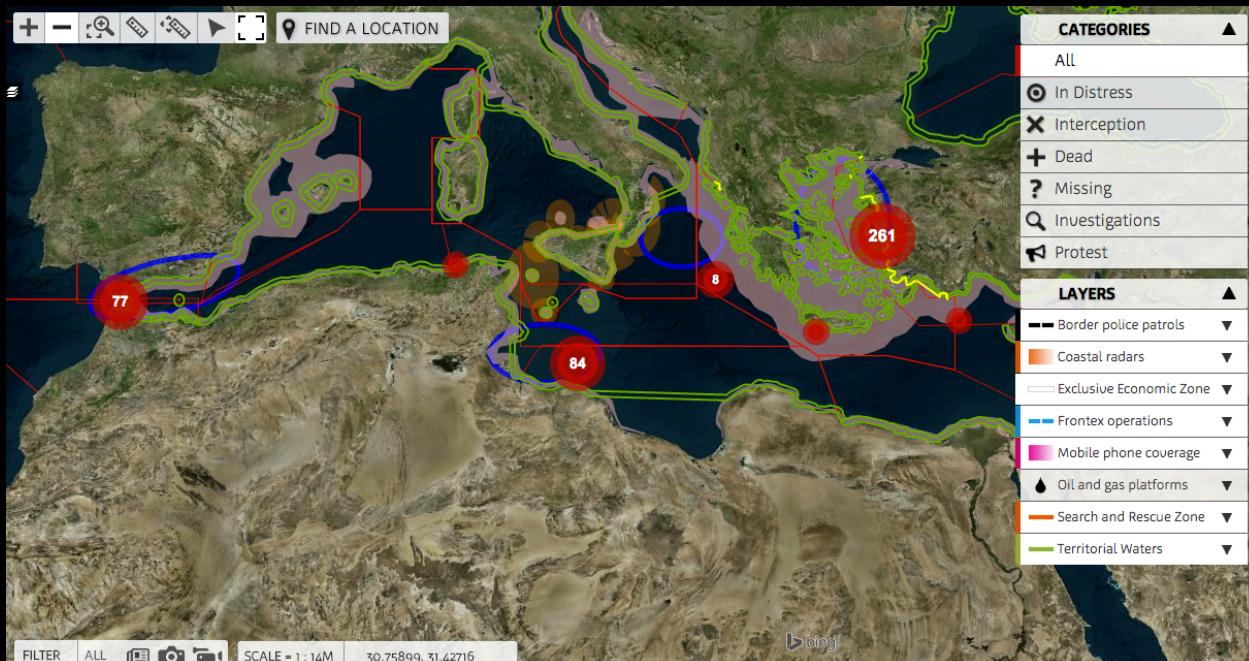 FIND A LOCATION
CATEGORIES
All
In Distress
Interception
Dead
Missing
Investigations
Protest
LAYERS
Border police patrols
Coastal radars
Exclusive Economic Zone
Frontex operations
Mobile phone coverage
Oil and gas platforms
Search and Rescue Zone
Territorial Waters
261
8
77
84
bing
FILTER ALL SCALE = 1 : 14M 30.75899, 31.42716